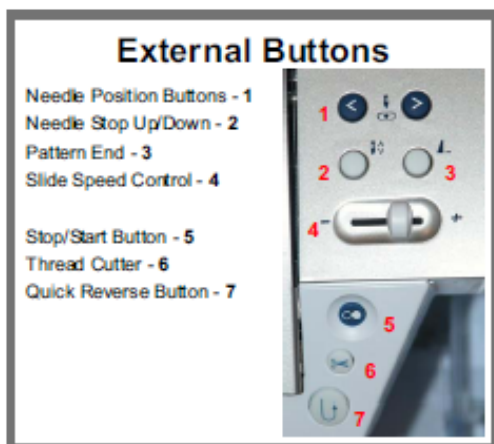 External Buttons
Needle Position Buttons - 1
Needle Stop Up/Down - 2
Pattern End - 3
Slide Speed Control - 4
Stop/Start Button - 5
Thread Cutter - 6
Quick Reverse Button - 7
1
2
3
4
- +
5
6
7